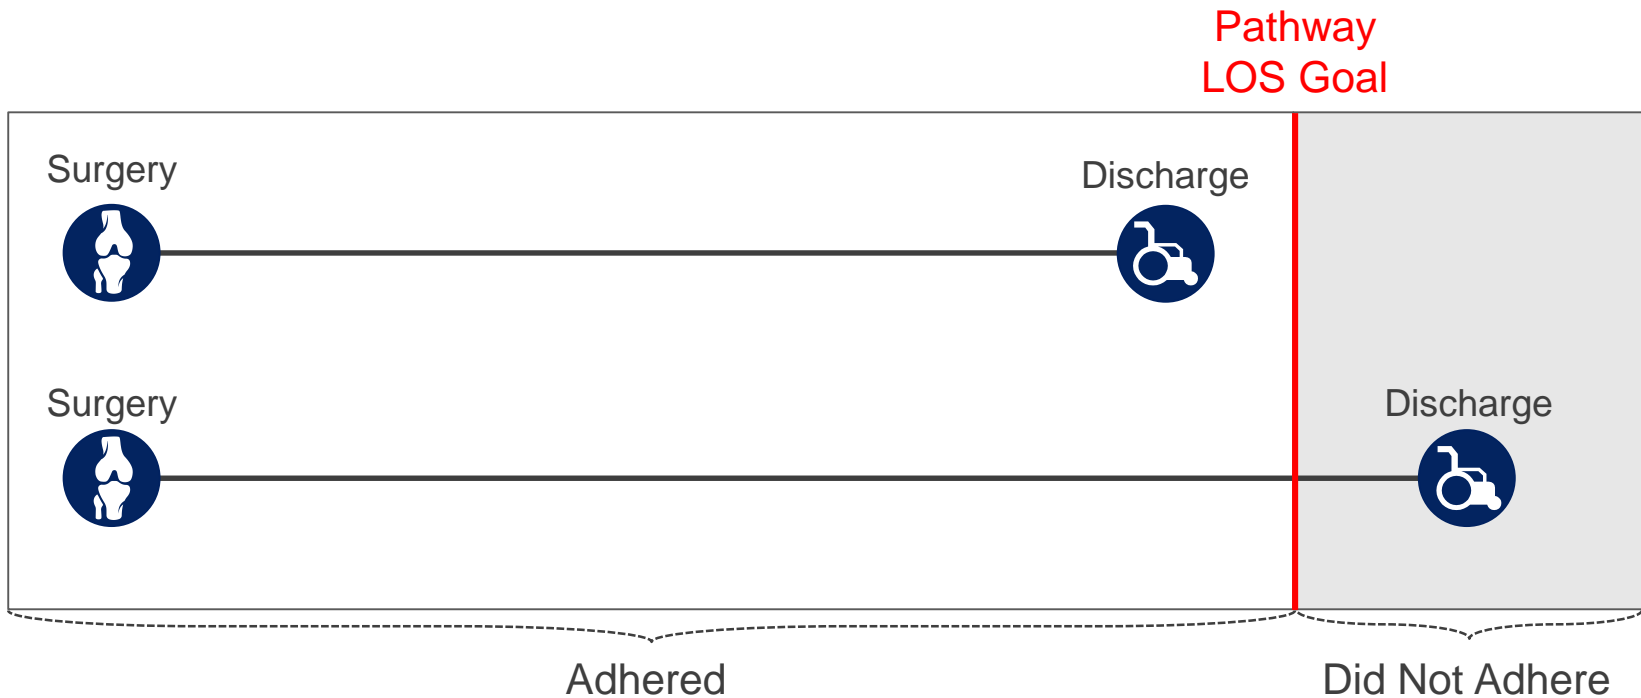 Pathway
LOS Goal
Surgery
Discharge
Surgery
Discharge
Adhered
Did Not Adhere